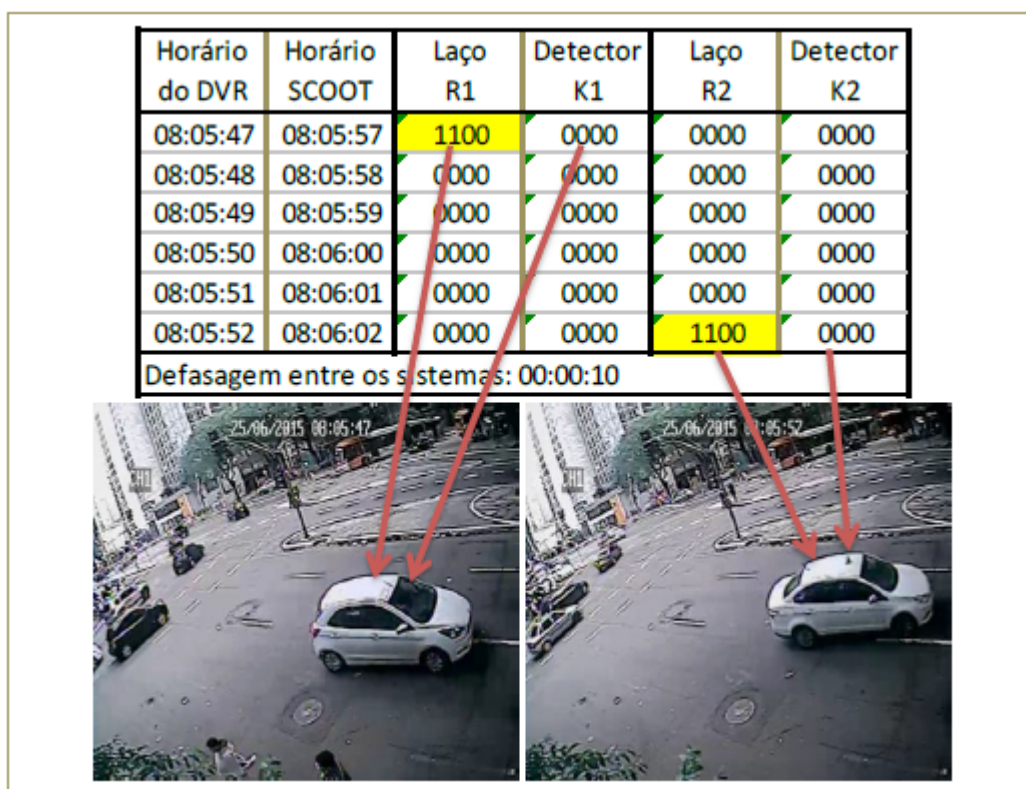 Horário do DVR Horário SCOOT Laço R1 Detector K1 Laço R2 Detector K2
08:05:47 08:05:57 1100 0000 0000 0000
08:05:48 08:05:58 0000 0000 0000 0000
08:05:49 08:05:59 0000 0000 0000 0000
08:05:50 08:06:00 0000 0000 0000 0000
08:05:51 08:06:01 0000 0000 0000 0000
08:05:52 08:06:02 0000 0000 1100 0000
Defasagem entre os sistemas: 00:00:10
25/06/2015 08:05:47
CH1
25/06/2015 08:05:52
CH1